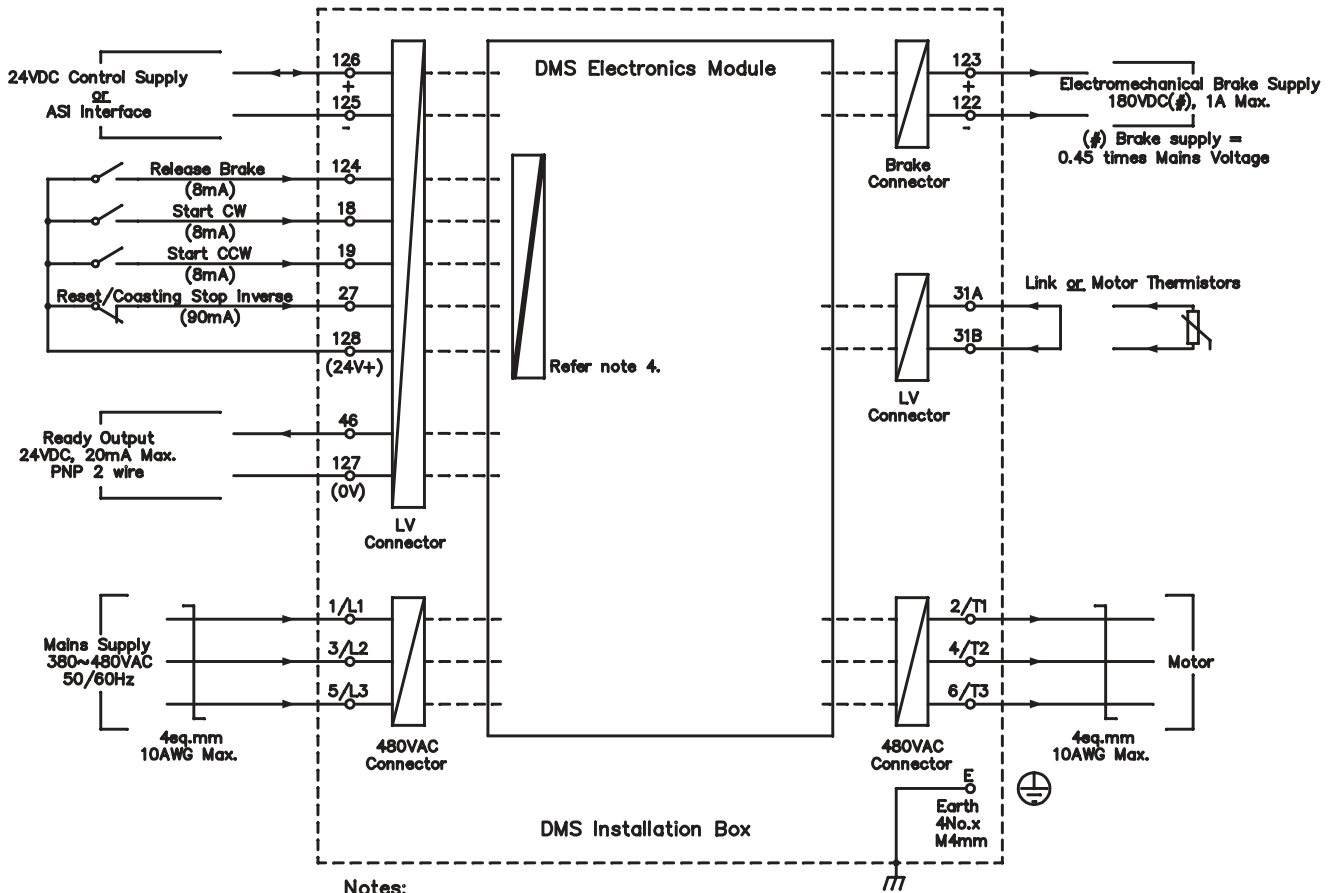 24VDC Control Supply
or
ASI Interface
126
+
125
-
Release Brake
(8mA)
124
Start CW
(8mA)
18
Start CCW
(8mA)
19
Reset/Coasting Stop Inverse
(90mA)
27
128
(24V+)
Ready Output
24VDC, 20mA Max.
PNP 2 wire
46
127
(0V)
LV
Connector
Mains Supply
380~480VAC
50/60Hz
4sq.mm
10AWG Max.
1/L1
3/L2
5/L3
480VAC
Connector
DMS Electronics Module
Refer note 4.
DMS Installation Box
Brake
Connector
123
+
122
-
Electromechanical Brake Supply
180VDC(#), 1A Max.
(#) Brake supply =
0.45 times Mains Voltage
31A
31B
LV
Connector
Link or Motor Thermistors
2/T1
4/T2
6/T3
480VAC
Connector
Motor
4sq.mm
10AWG Max.
E
Earth
4No.x
M4mm
Notes: